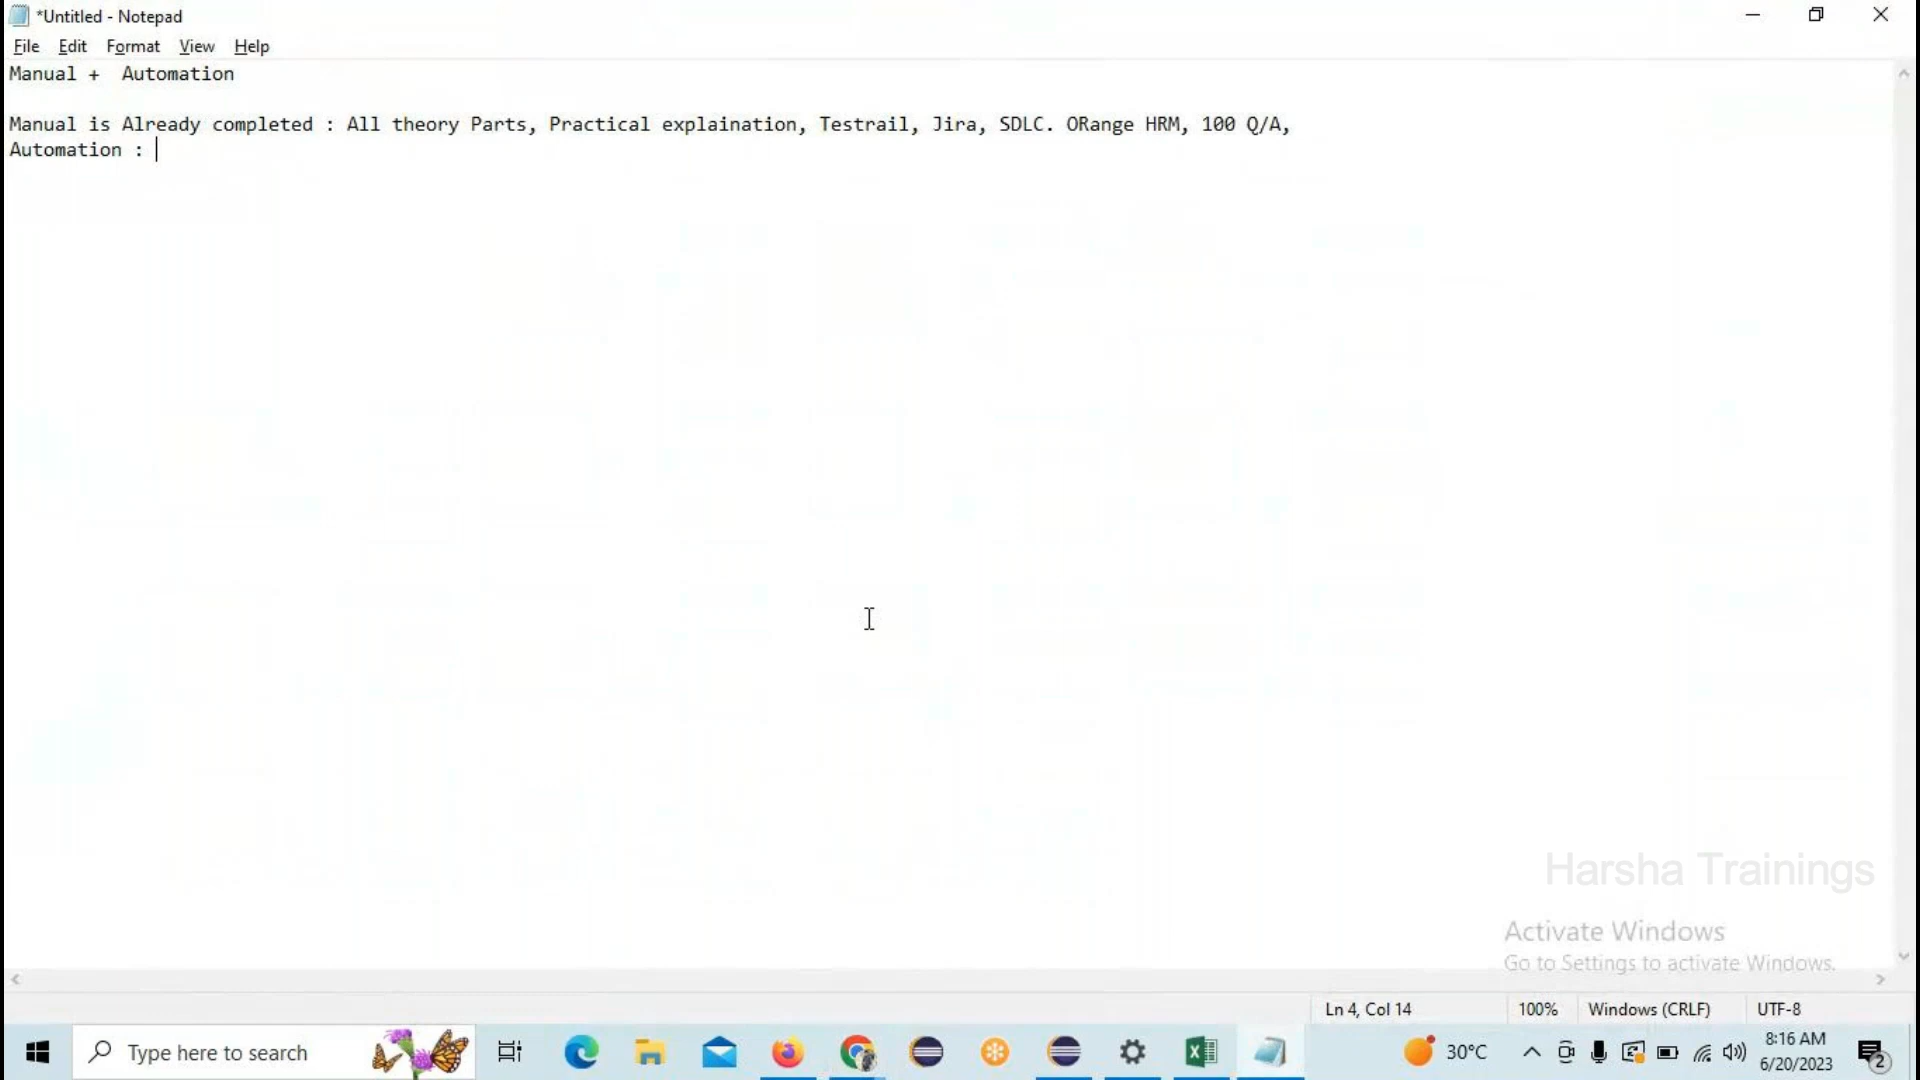 *Untitled - Notepad
File Edit Format View Help
Manual +  Automation
Manual is Already completed : All theory Parts, Practical explaination, Testrail, Jira, SDLC. ORange HRM, 100 Q/A,
Automation :
Harsha Trainings
Activate Windows
Go to Settings to activate Windows.
Ln 4, Col 14 100% Windows (CRLF) UTF-8
Type here to search
30°C
8:16 AM
6/20/2023
2